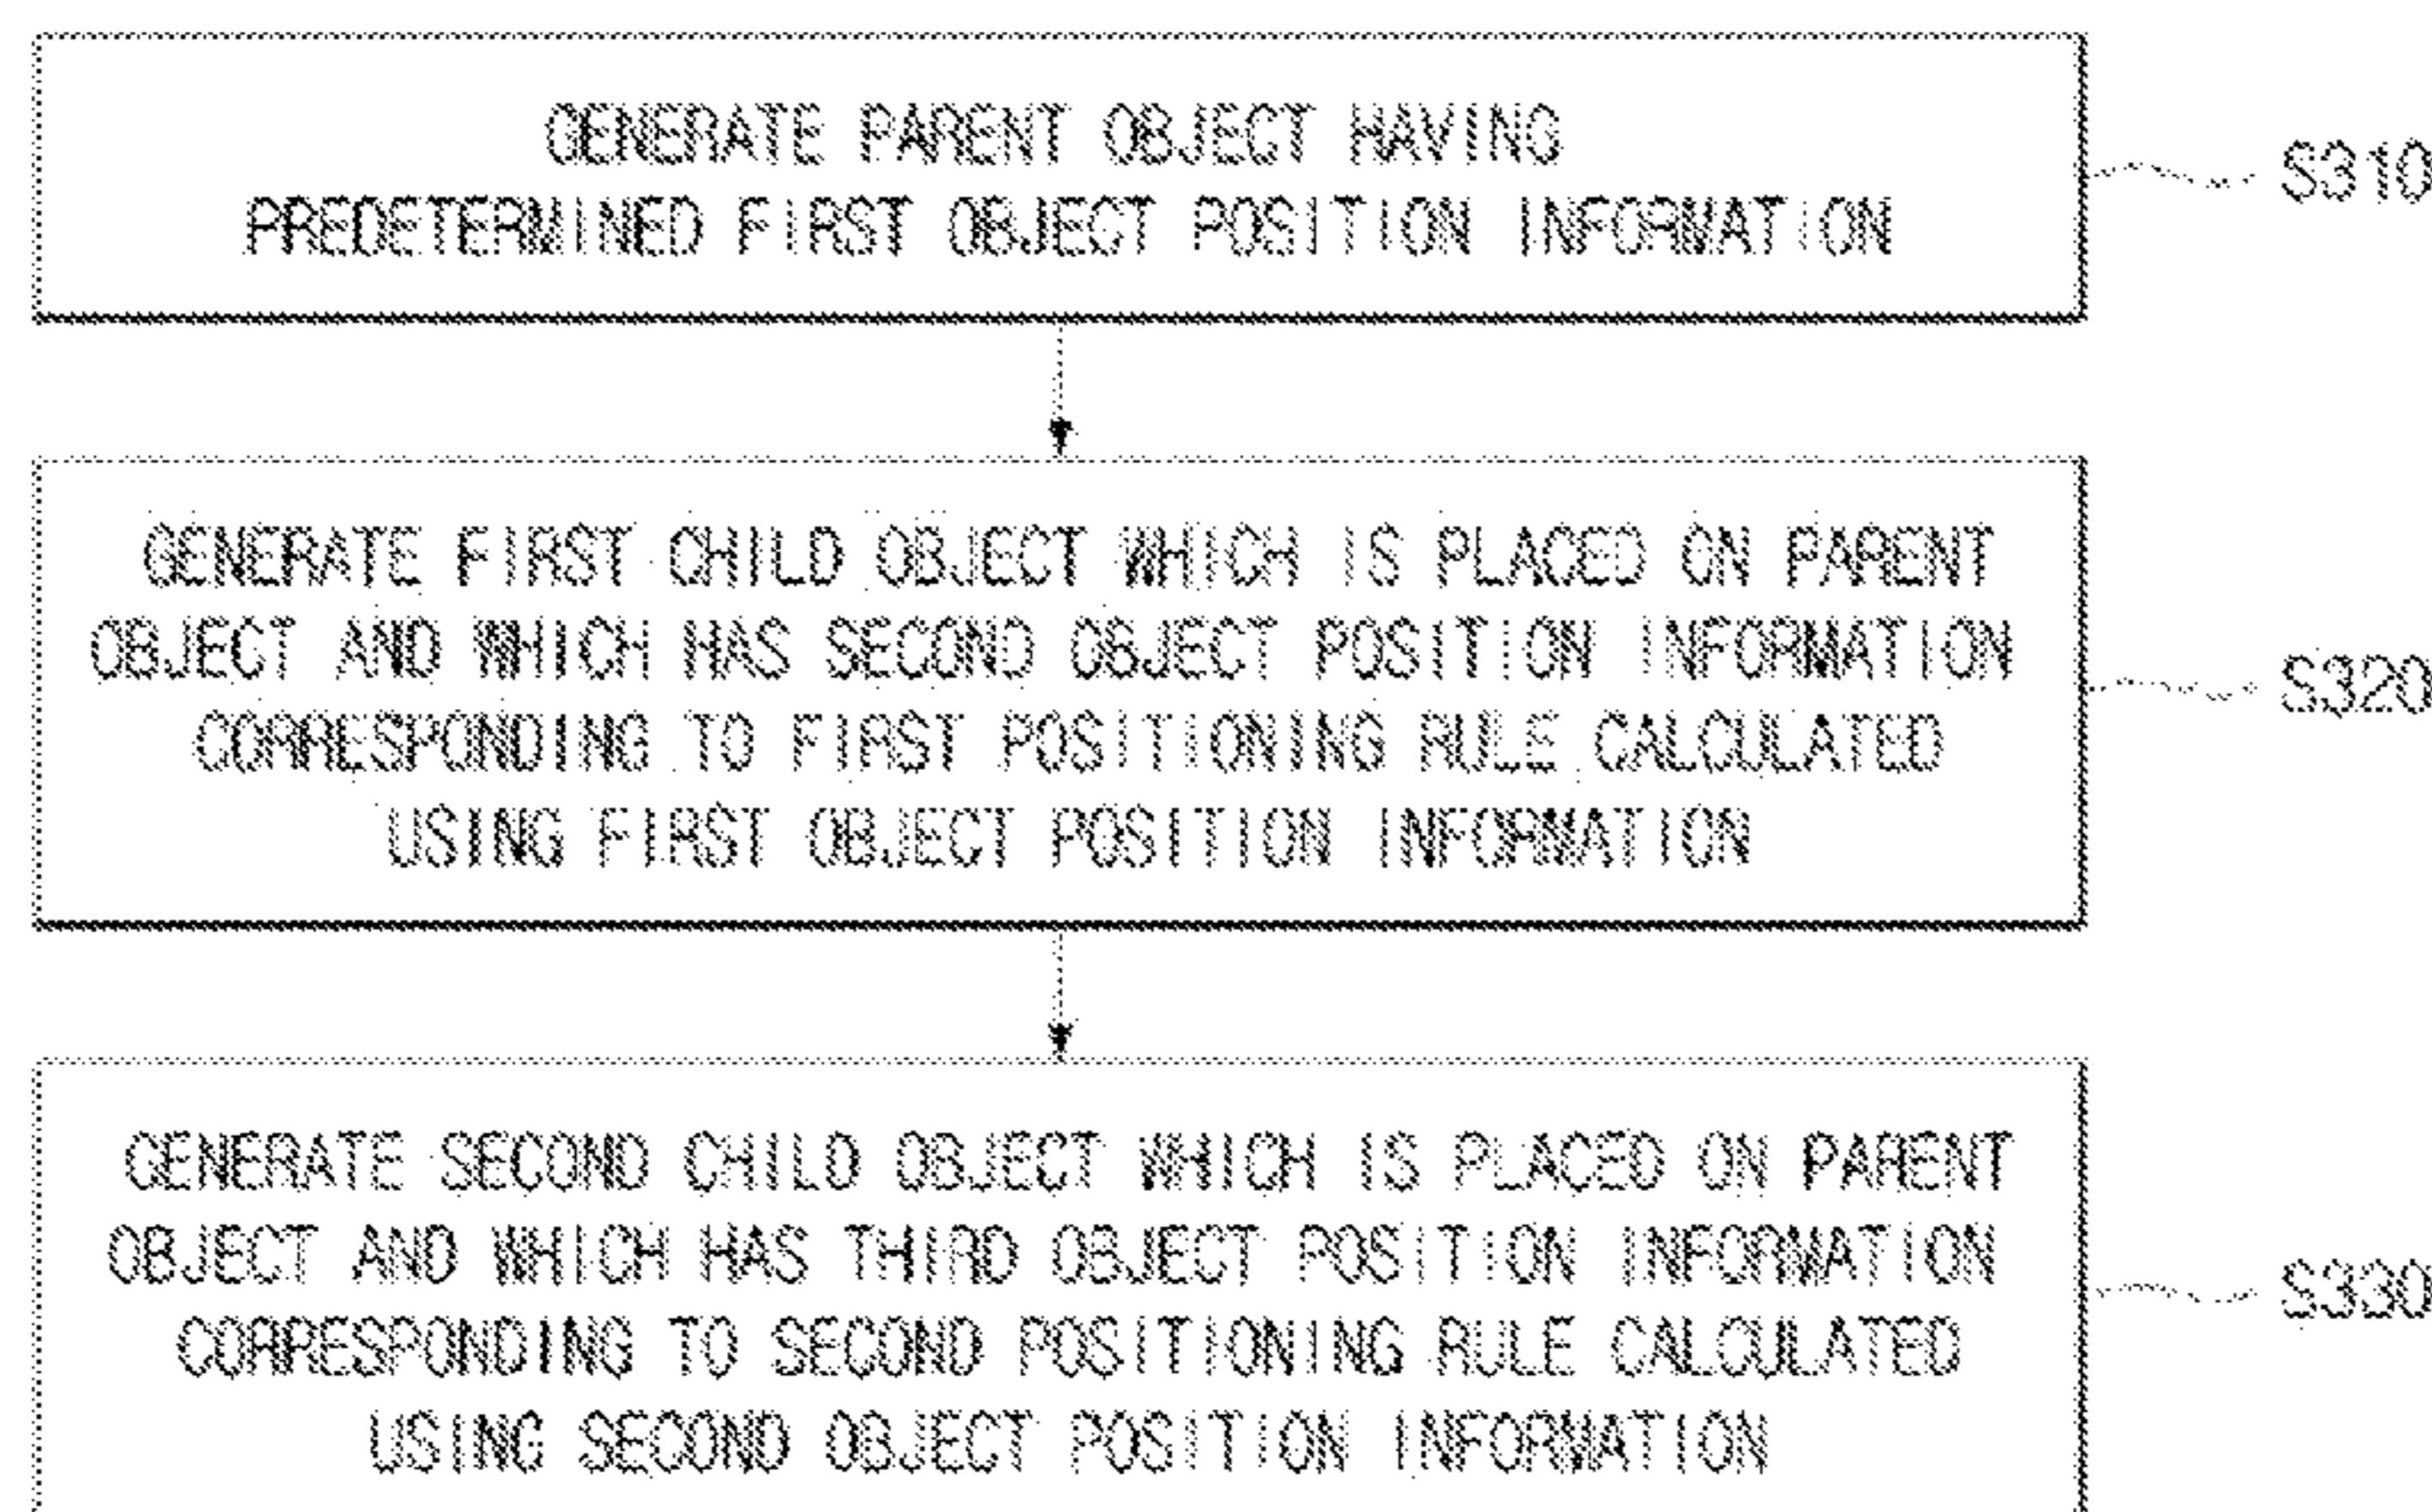 GENERATE PARENT OBJECT HAVING
PREDETERMINED FIRST OBJECT POSITION INFORMATION
S310
GENERATE FIRST CHILD OBJECT WHICH IS PLACED ON PARENT
OBJECT AND WHICH HAS SECOND OBJECT POSITION INFORMATION
CORRESPONDING TO FIRST POSITIONING RULE CALCULATED
USING FIRST OBJECT POSITION INFORMATION
S320
GENERATE SECOND CHILD OBJECT WHICH IS PLACED ON PARENT
OBJECT AND WHICH HAS THIRD OBJECT POSITION INFORMATION
CORRESPONDING TO SECOND POSITIONING RULE CALCULATED
USING SECOND OBJECT POSITION INFORMATION
S330